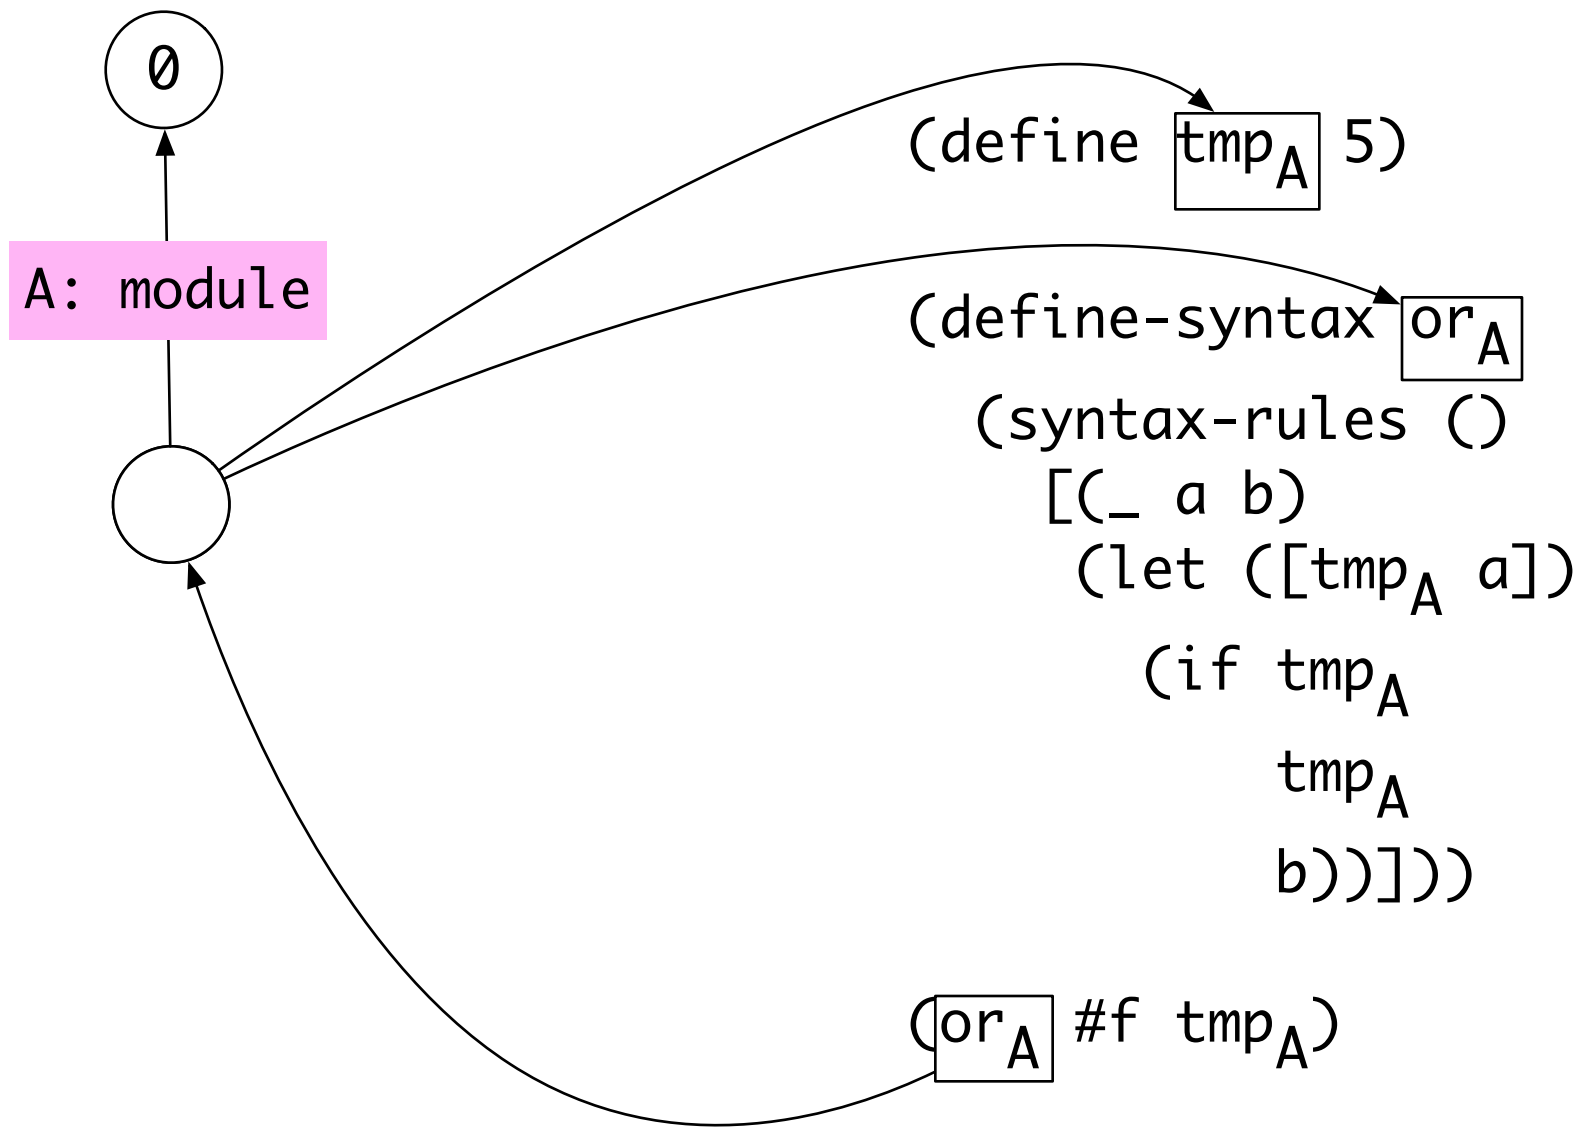 0
A: module
(define tmpA 5)
(define-syntax orA
(syntax-rules ()
[(_ a b)
(let ([tmpA a])
(if tmpA
tmpA
b))]))
(orA #f tmpA)